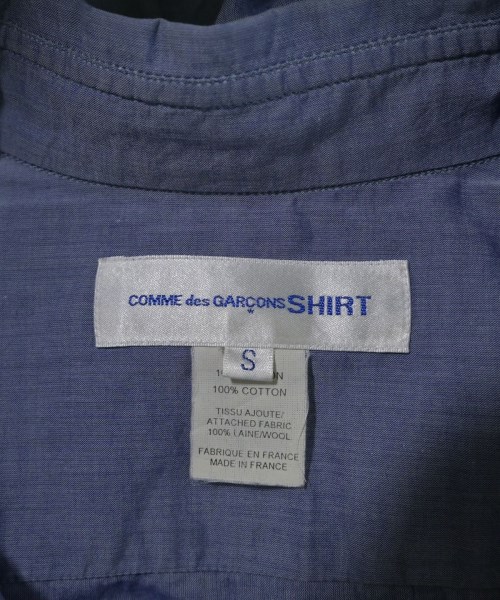 COMME des GARÇONS SHIRT
S
100% COTTON
TISSU AJOUTE/
ATTACHED FABRIC
100% LAINE/WOOL
FABRIQUE EN FRANCE
MADE IN FRANCE